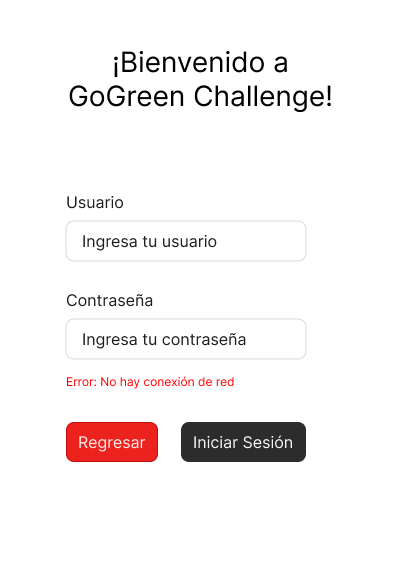 ¡Bienvenido a
GoGreen Challenge!
Usuario
Ingresa tu usuario
Contraseña
Ingresa tu contraseña
Error: No hay conexión de red
Regresar
Iniciar Sesión